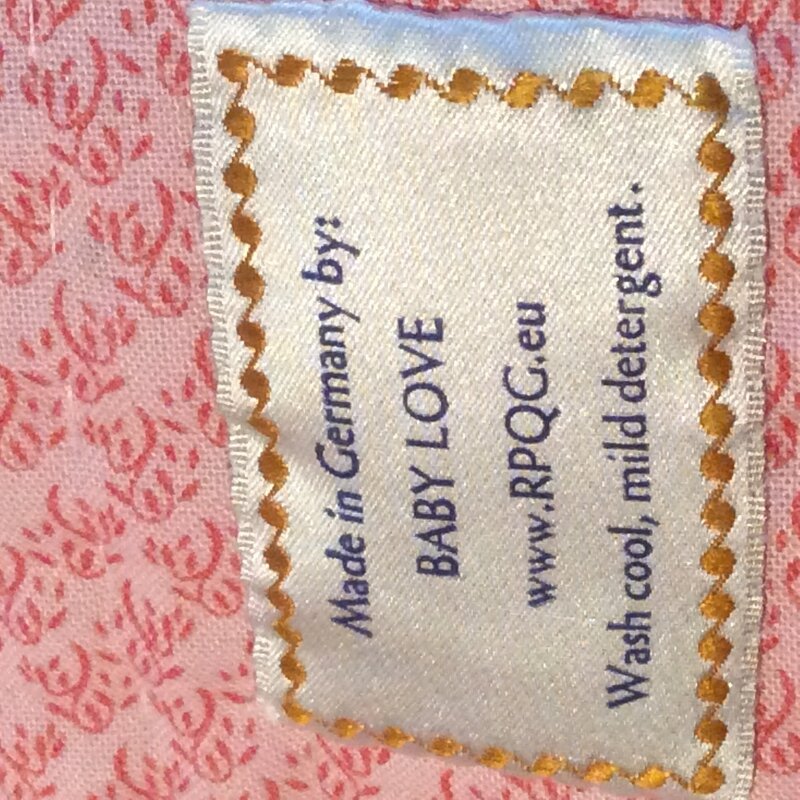 Made in Germany by:
BABY LOVE
www.RPQG.eu
Wash cool, mild detergent.